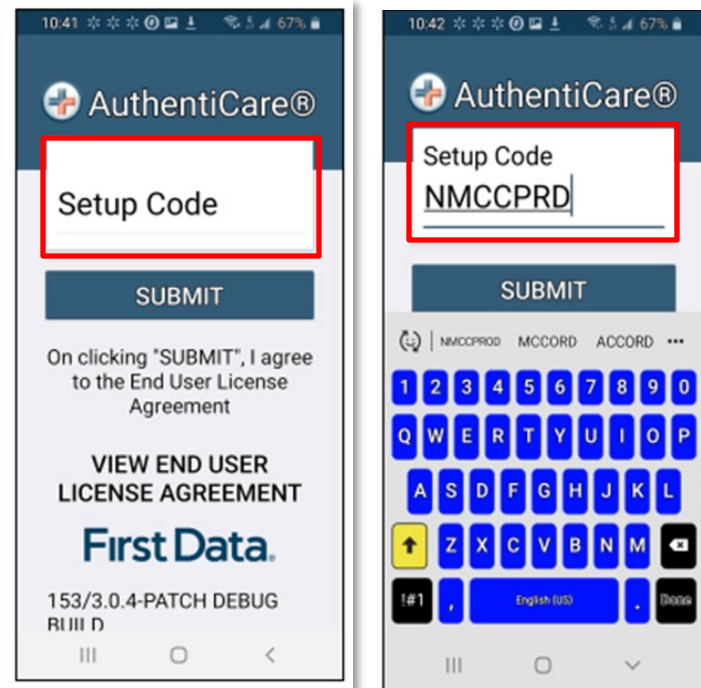 10:41 67%
AuthentiCare®
Setup Code
SUBMIT
On clicking "SUBMIT", I agree
to the End User License
Agreement
VIEW END USER
LICENSE AGREEMENT
First Data.
153/3.0.4-PATCH DEBUG
BUILD
10:42 67%
AuthentiCare®
Setup Code
NMCCPRD
SUBMIT
NMCCPROD MCCORD ACCORD •••
1 2 3 4 5 6 7 8 9 0
Q W E R T Y U I O P
A S D F G H J K L
Z X C V B N M
!#1 , English (US) . Done